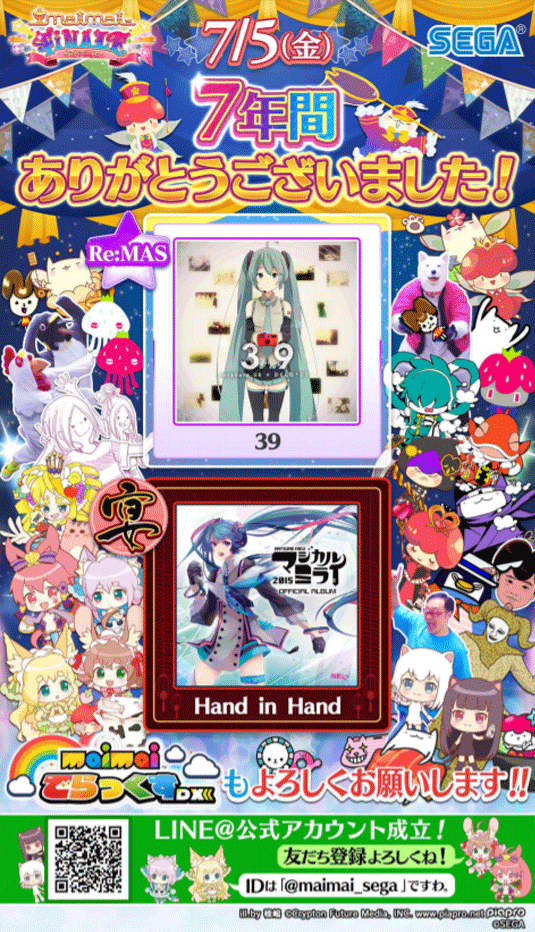 maimai
FiNALE
7/5(金)
SEGA®
7年間
ありがとうございました！
Re:MAS
39
39
宴
マジカル
ミライ
2015
OFFICIAL ALBUM
Hand in Hand
maimai
でらっくす DX
もよろしくお願いします!!
LINE@公式アカウント成立！
友だち登録よろしくね！
IDは「@maimai_sega」ですわ。
©Crypton Future Media, INC. www.piapro.net piapro
©SEGA